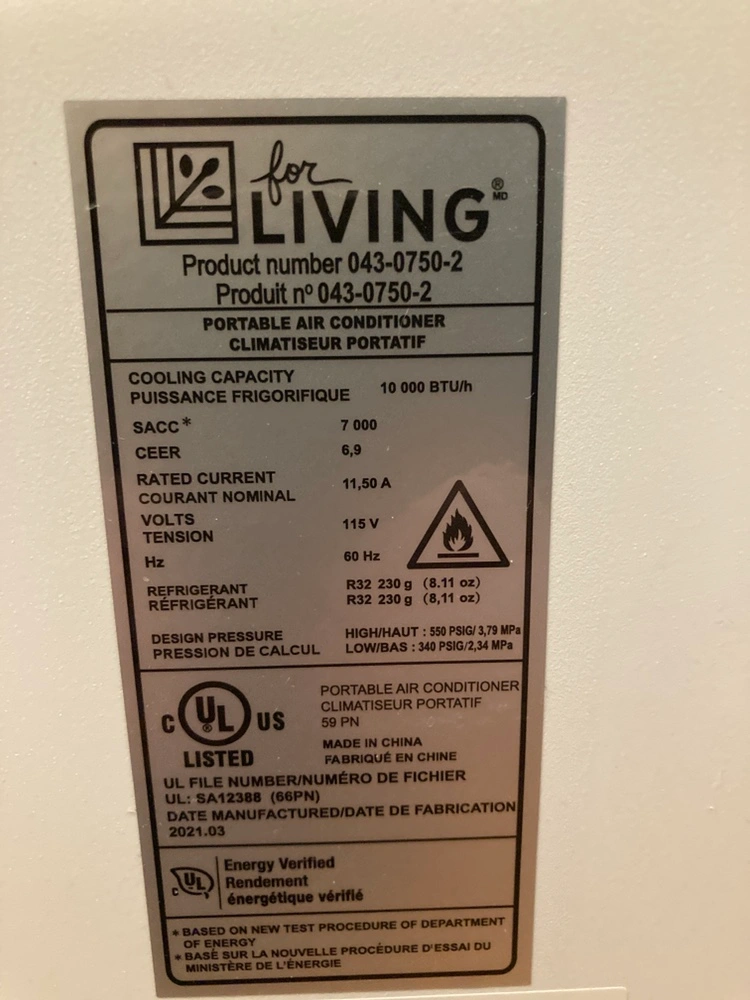 for
LIVING® MD
Product number 043-0750-2
Produit nº 043-0750-2
PORTABLE AIR CONDITIONER
CLIMATISEUR PORTATIF
COOLING CAPACITY
PUISSANCE FRIGORIFIQUE 10 000 BTU/h
SACC* 7 000
CEER 6,9
RATED CURRENT
COURANT NOMINAL 11,50 A
VOLTS
TENSION 115 V
Hz 60 Hz
REFRIGERANT R32 230 g (8.11 oz)
RÉFRIGÉRANT R32 230 g (8,11 oz)
DESIGN PRESSURE HIGH/HAUT : 550 PSIG/ 3,79 MPa
PRESSION DE CALCUL LOW/BAS : 340 PSIG/2,34 MPa
C UL® US
LISTED
PORTABLE AIR CONDITIONER
CLIMATISEUR PORTATIF
59 PN
MADE IN CHINA
FABRIQUÉ EN CHINE
UL FILE NUMBER/NUMÉRO DE FICHIER
UL: SA12388 (66PN)
DATE MANUFACTURED/DATE DE FABRICATION
2021.03
C UL
Energy Verified
Rendement
énergétique vérifié
* BASED ON NEW TEST PROCEDURE OF DEPARTMENT
OF ENERGY
* BASÉ SUR LA NOUVELLE PROCÉDURE D'ESSAI DU
MINISTÈRE DE L'ÉNERGIE